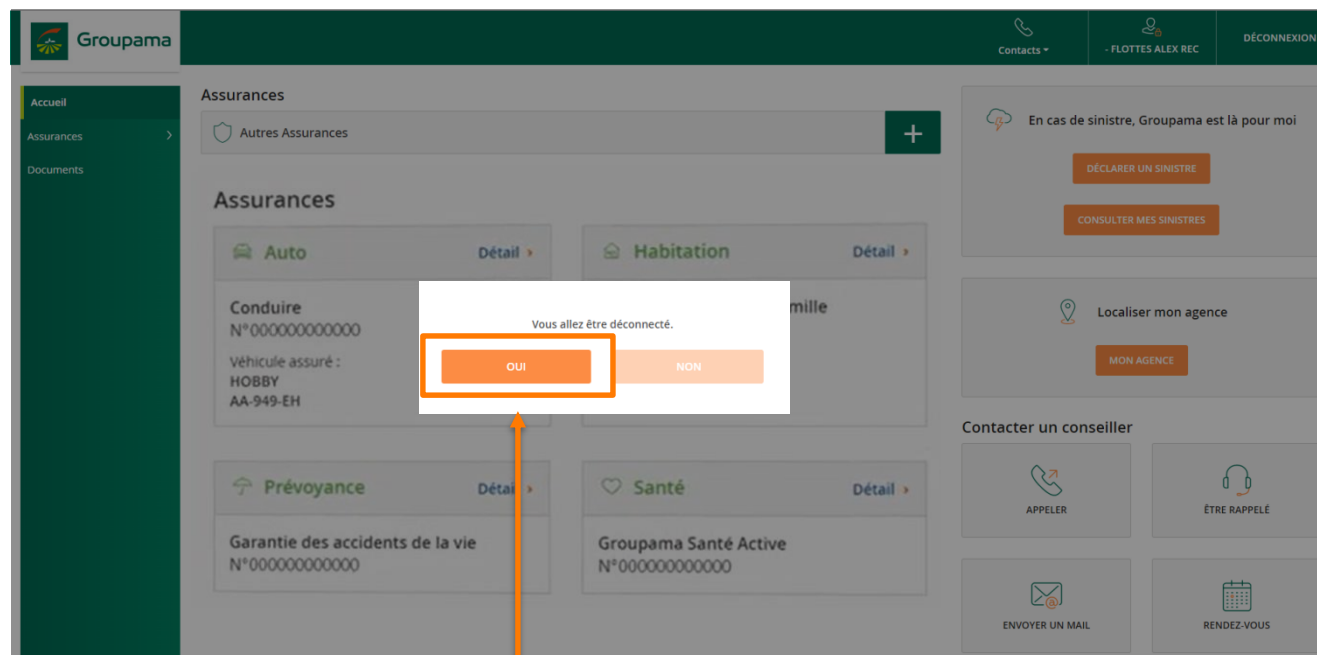 Groupama
Contacts
- FLOTTES ALEX REC
DÉCONNEXION
Accueil
Assurances
Documents
Assurances
Autres Assurances
Assurances
Auto
Détail
Habitation
Détail
Conduire
N°000000000000
Véhicule assuré :
HOBBY
AA-949-EH
mille
Vous allez être déconnecté.
OUI
NON
Prévoyance
Détail
Garantie des accidents de la vie
N°000000000000
Santé
Détail
Groupama Santé Active
N°000000000000
En cas de sinistre, Groupama est là pour moi
DÉCLARER UN SINISTRE
CONSULTER MES SINISTRES
Localiser mon agence
MON AGENCE
Contacter un conseiller
APPELER
ÊTRE RAPPELÉ
ENVOYER UN MAIL
RENDEZ-VOUS